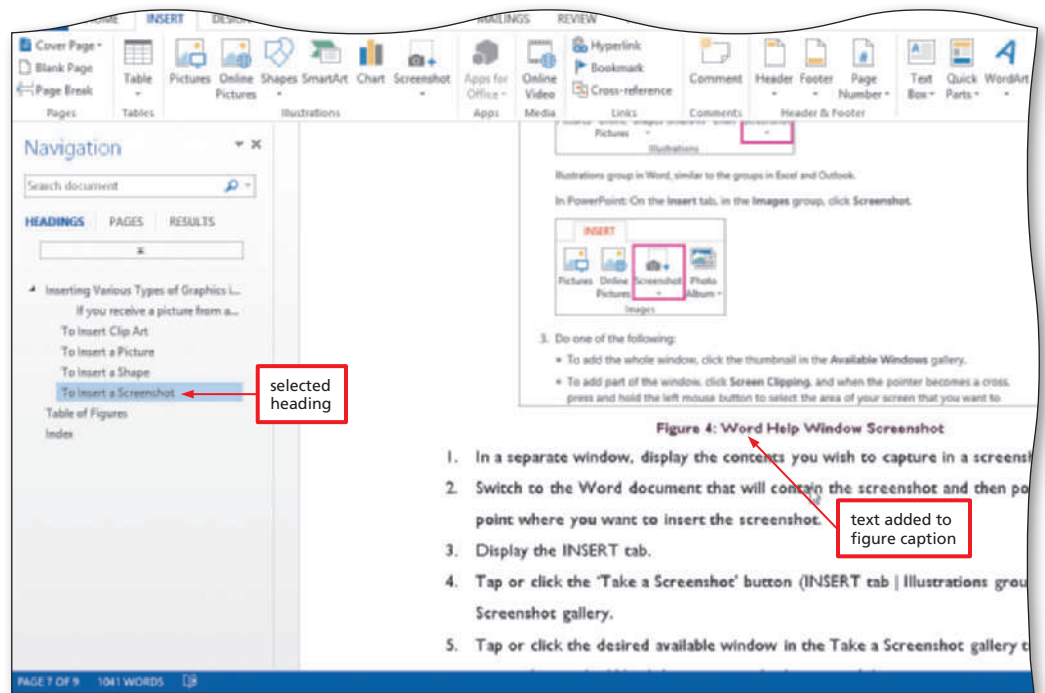 INSERT
MAILINGS
REVIEW
Cover Page
Blank Page
Page Break
Pages
Table
Tables
Pictures
Online Pictures
Shapes
SmartArt
Chart
Screenshot
Illustrations
Apps for Office
Apps
Online Video
Media
Hyperlink
Bookmark
Cross-reference
Links
Comment
Comments
Header
Footer
Page Number
Header & Footer
Text Box
Quick Parts
WordArt
Navigation
Search document
HEADINGS
PAGES
RESULTS
Inserting Various Types of Graphics i...
If you receive a picture from a...
To Insert Clip Art
To Insert a Picture
To Insert a Shape
To Insert a Screenshot
Table of Figures
Index
selected
heading
Pictures
Illustrations
Illustrations group in Word, similar to the groups in Excel and Outlook.
In PowerPoint: On the Insert tab, in the Images group, click Screenshot.
INSERT
Pictures
Online Pictures
Screenshot
Photo Album
Images
3. Do one of the following:
To add the whole window, click the thumbnail in the Available Windows gallery.
To add part of the window, click Screen Clipping, and when the pointer becomes a cross,
press and hold the left mouse button to select the area of your screen that you want to
Figure 4: Word Help Window Screenshot
1. In a separate window, display the contents you wish to capture in a screensh
2. Switch to the Word document that will contain the screenshot and then po
point where you want to insert the screenshot.
text added to
figure caption
3. Display the INSERT tab.
4. Tap or click the 'Take a Screenshot' button (INSERT tab | Illustrations grou
Screenshot gallery.
5. Tap or click the desired available window in the Take a Screenshot gallery t
PAGE 7 OF 9
1041 WORDS